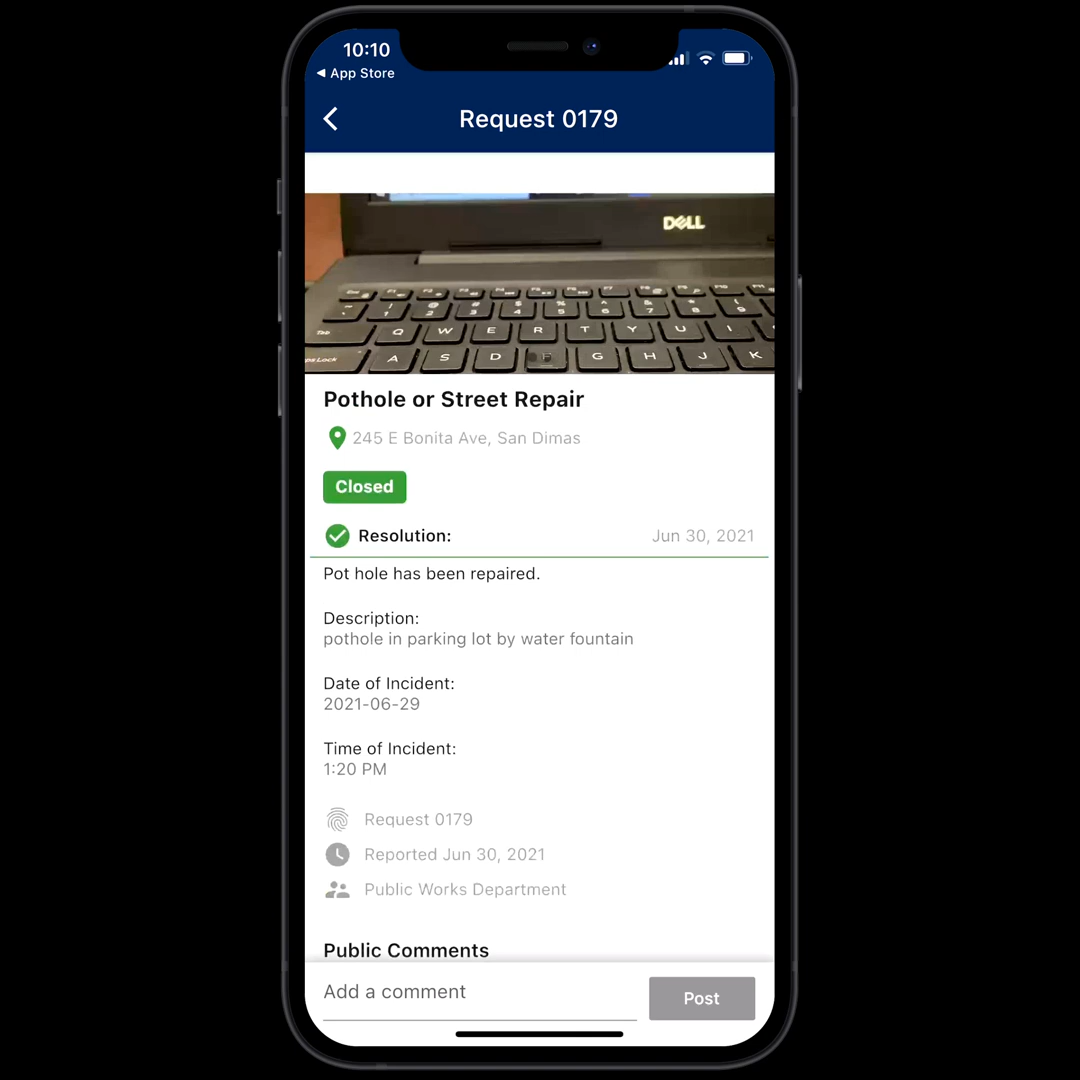 10:10
◀ App Store
Request 0179
DELL
Q W E R T Y U I
A S D G H J K
Pothole or Street Repair
245 E Bonita Ave, San Dimas
Closed
Resolution: Jun 30, 2021
Pot hole has been repaired.
Description:
pothole in parking lot by water fountain
Date of Incident:
2021-06-29
Time of Incident:
1:20 PM
Request 0179
Reported Jun 30, 2021
Public Works Department
Public Comments
Add a comment
Post